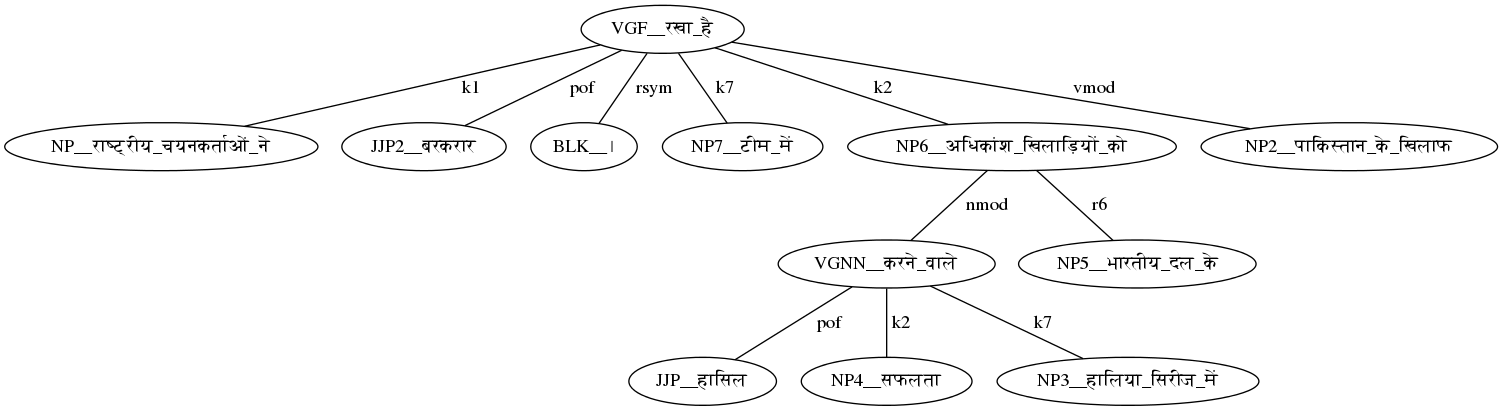 VGF__रखा_है
k1 pof rsym k7 k2 vmod
NP__राष्ट्रीय_चयनकर्ताओं_ने JJP2__बरकरार BLK__। NP7__टीम_में NP6__अधिकांश_खिलाड़ियों_को NP2__पाकिस्तान_के_खिलाफ
nmod r6
VGNN__करने_वाले NP5__भारतीय_दल_के
pof k2 k7
JJP__हासिल NP4__सफलता NP3__हालिया_सिरीज_में